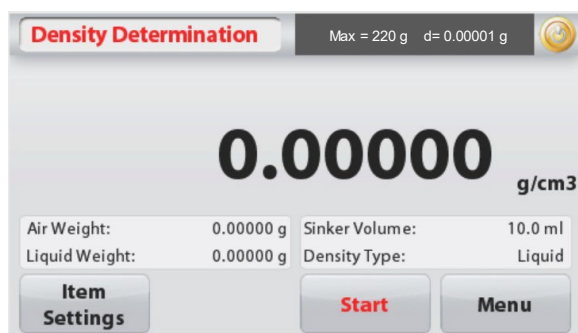 Density Determination
Max = 220 g d= 0.00001 g
0.00000
g/cm3
Air Weight: 0.00000 g Sinker Volume: 10.0 ml
Liquid Weight: 0.00000 g Density Type: Liquid
Item
Settings
Start
Menu